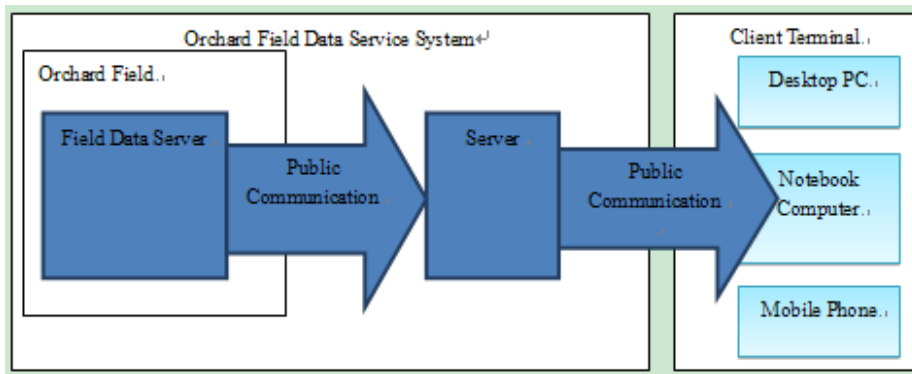 Orchard Field Data Service System
Client Terminal.
Orchard Field.
Desktop PC.
Field Data Server
Server
Public
Communication
Public
Communication
Notebook
Computer.
Mobile Phone.